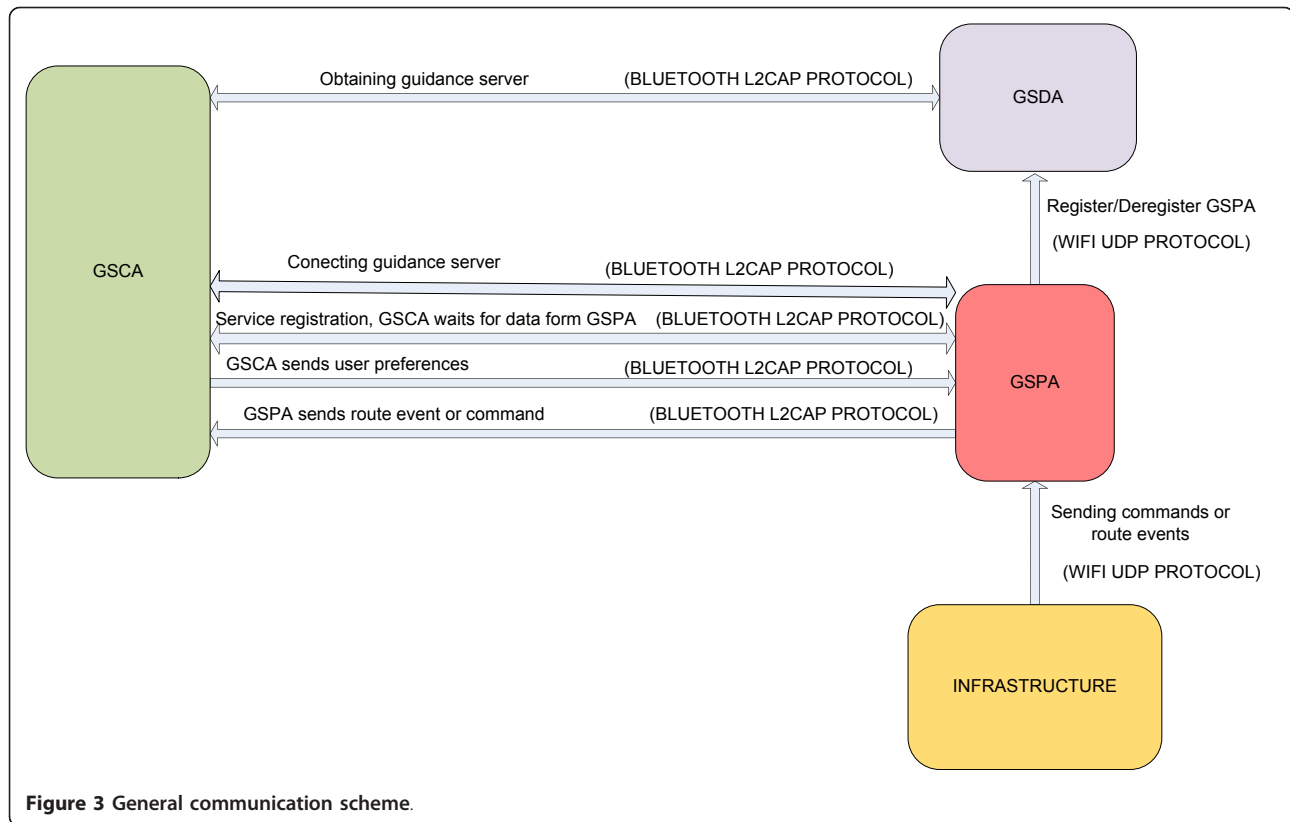 Obtaining guidance server (BLUETOOTH L2CAP PROTOCOL)
GSDA
Register/Deregister GSPA
(WIFI UDP PROTOCOL)
GSCA
Conecting guidance server (BLUETOOTH L2CAP PROTOCOL)
Service registration, GSCA waits for data form GSPA (BLUETOOTH L2CAP PROTOCOL)
GSCA sends user preferences (BLUETOOTH L2CAP PROTOCOL)
GSPA
GSPA sends route event or command (BLUETOOTH L2CAP PROTOCOL)
Sending commands or
route events
(WIFI UDP PROTOCOL)
INFRASTRUCTURE
Figure 3 General communication scheme.